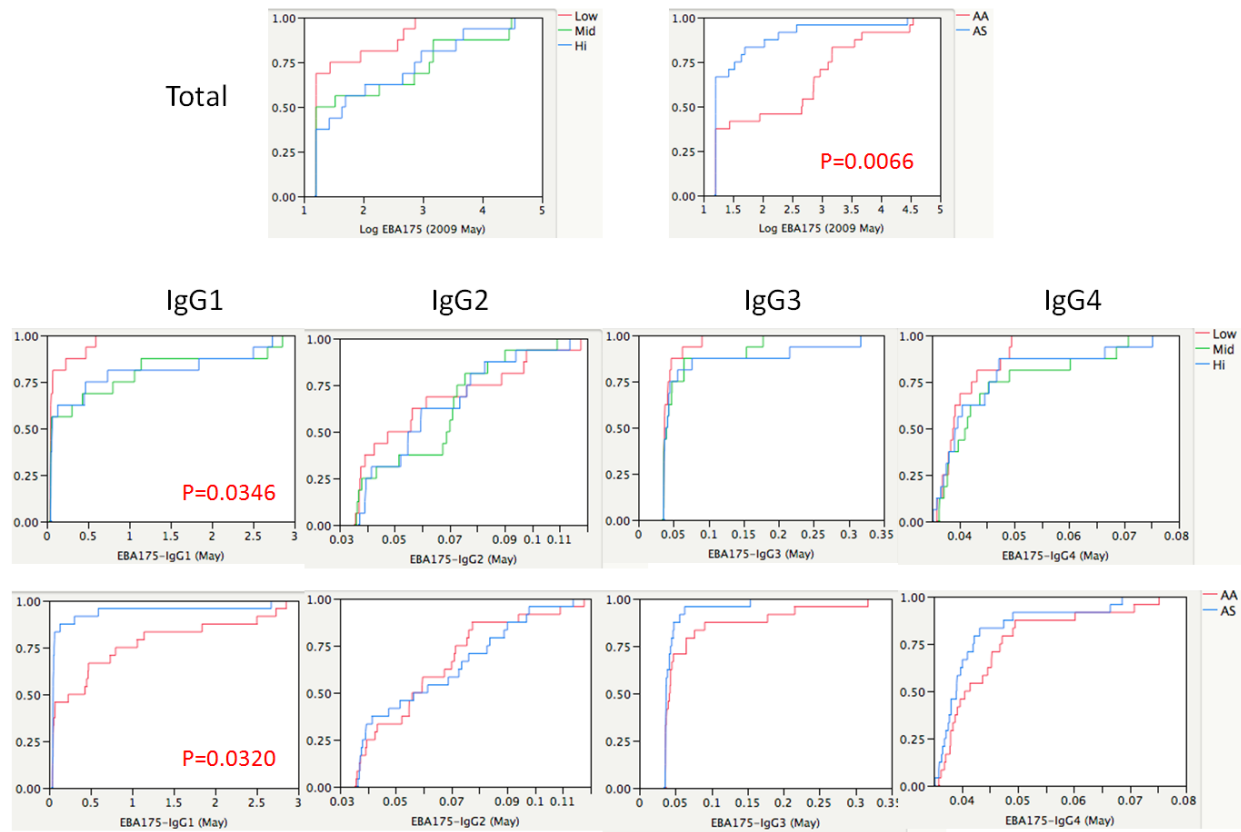 Total
1.00
0.75
0.50
0.25
0.00
1 2 3 4 5
Log EBA175 (2009 May)
Low
Mid
Hi
1.00
0.75
0.50
0.25
0.00
P=0.0066
1 1.5 2 2.5 3 3.5 4 4.5 5
Log EBA175 (2009 May)
AA
AS
IgG1 IgG2 IgG3 IgG4
1.00
0.75
0.50
0.25
0.00
P=0.0346
0 0.5 1 1.5 2 2.5 3
EBA175-IgG1 (May)
1.00
0.75
0.50
0.25
0.00
0.03 0.05 0.07 0.09 0.1 0.11
EBA175-IgG2 (May)
1.00
0.75
0.50
0.25
0.00
0 0.05 0.1 0.15 0.2 0.25 0.3 0.35
EBA175-IgG3 (May)
1.00
0.75
0.50
0.25
0.00
0.04 0.05 0.06 0.07 0.08
EBA175-IgG4 (May)
Low
Mid
Hi
1.00
0.75
0.50
0.25
0.00
P=0.0320
0 0.5 1 1.5 2 2.5 3
EBA175-IgG1 (May)
1.00
0.75
0.50
0.25
0.00
0.03 0.05 0.07 0.09 0.1 0.11
EBA175-IgG2 (May)
1.00
0.75
0.50
0.25
0.00
0 0.05 0.1 0.15 0.2 0.25 0.3
EBA175-IgG3 (May)
1.00
0.75
0.50
0.25
0.00
0.04 0.05 0.06 0.07 0.08
EBA175-IgG4 (May)
AA
AS